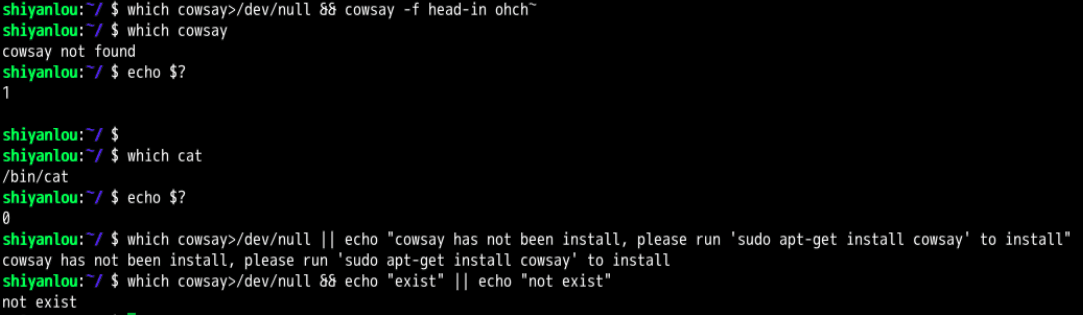 shiyanlou:~/ $ which cowsay>/dev/null && cowsay -f head-in ohch~
shiyanlou:~/ $ which cowsay
cowsay not found
shiyanlou:~/ $ echo $?
1
shiyanlou:~/ $
shiyanlou:~/ $ which cat
/bin/cat
shiyanlou:~/ $ echo $?
0
shiyanlou:~/ $ which cowsay>/dev/null || echo "cowsay has not been install, please run 'sudo apt-get install cowsay' to install"
cowsay has not been install, please run 'sudo apt-get install cowsay' to install
shiyanlou:~/ $ which cowsay>/dev/null && echo "exist" || echo "not exist"
not exist